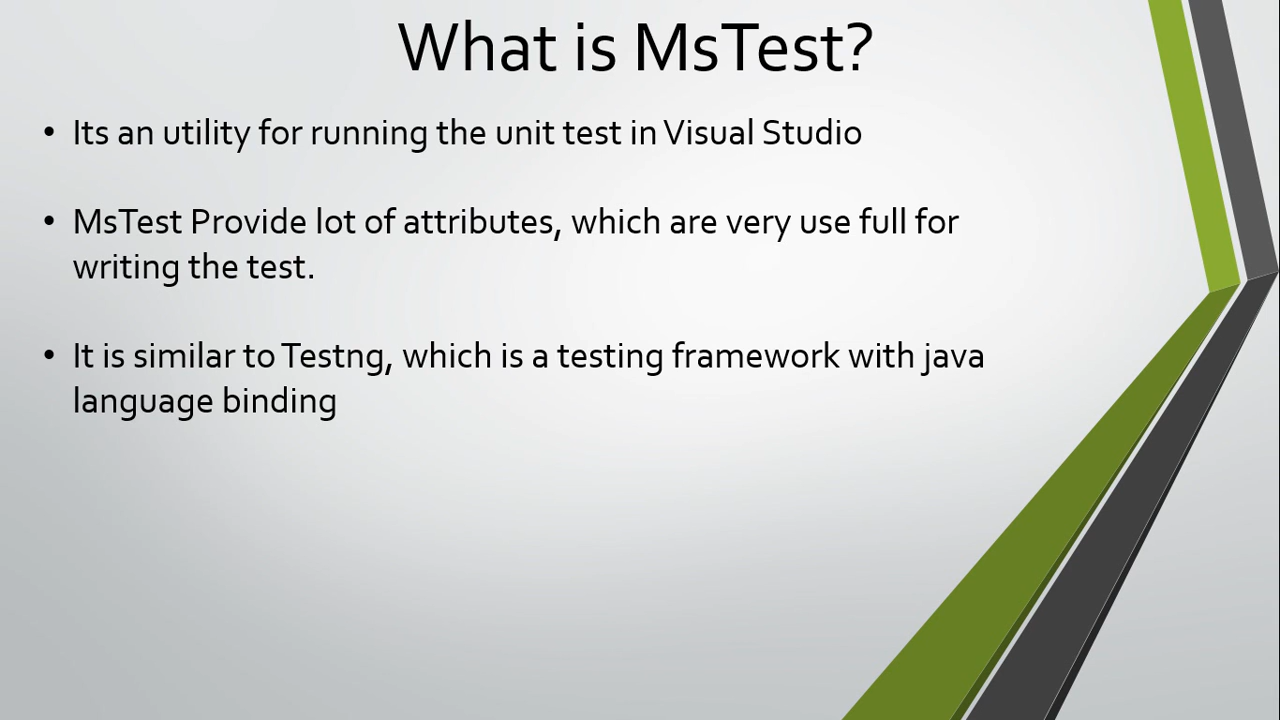 What is MsTest?
• Its an utility for running the unit test in Visual Studio
• MsTest Provide lot of attributes, which are very use full for
writing the test.
• It is similar to Testng, which is a testing framework with java
language binding